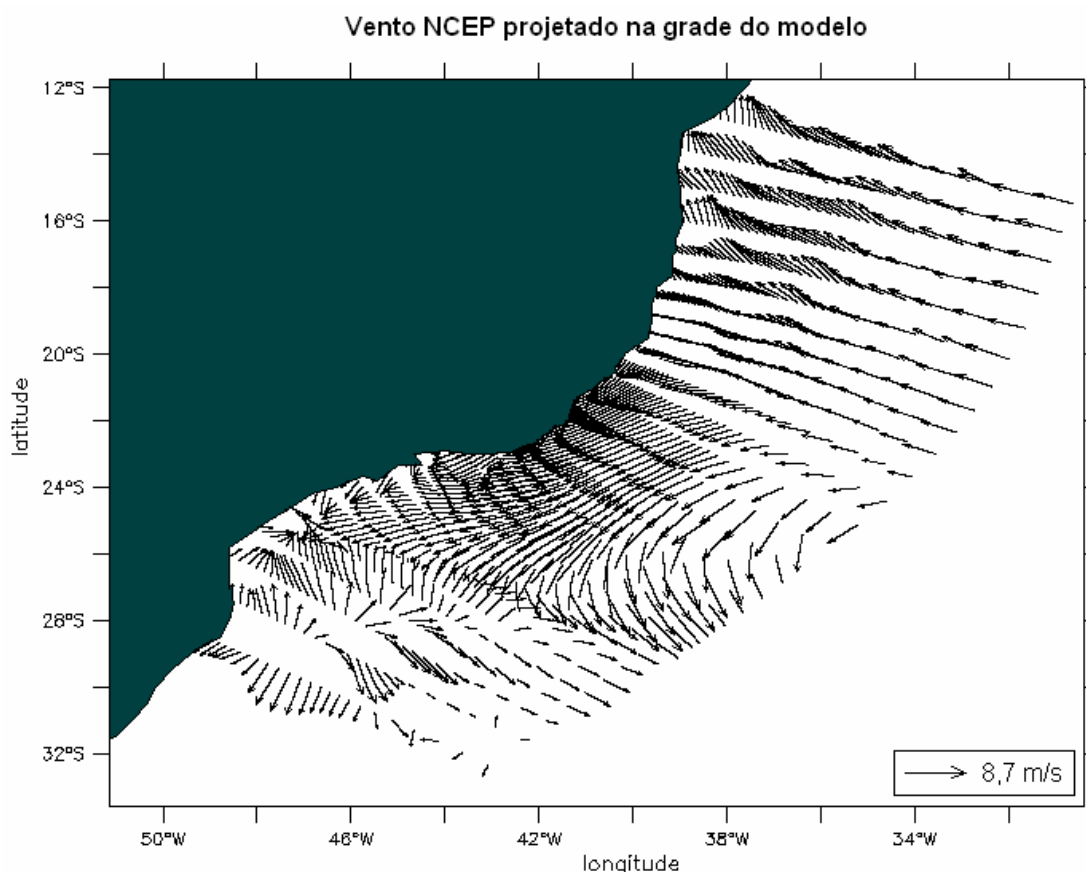 Vento NCEP projetado na grade do modelo
12°S
16°S
20°S
24°S
28°S
32°S
latitude
8,7 m/s
50°W
46°W
42°W
38°W
34°W
longitude